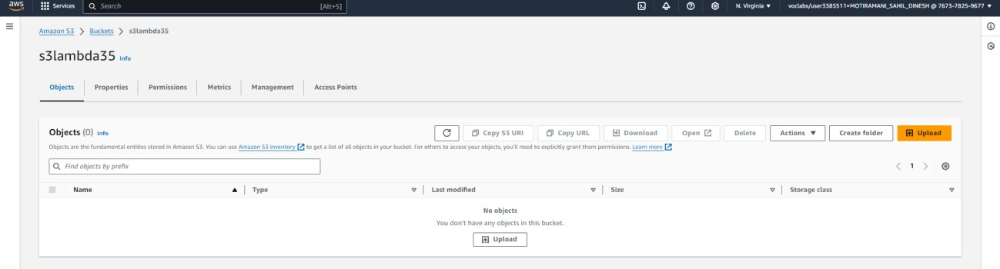 aws Services Search [Alt+S] N. Virginia ▼ voclabs/user3385511=MOTIRAMANI_SAHIL_DINESH @ 7673-7825-9677 ▼
Amazon S3 > Buckets > s3lambda35
s3lambda35 Info
Objects Properties Permissions Metrics Management Access Points
Objects (0) Info Copy S3 URI Copy URL Download Open Delete Actions ▼ Create folder Upload
Objects are the fundamental entities stored in Amazon S3. You can use Amazon S3 inventory to get a list of all objects in your bucket. For others to access your objects, you'll need to explicitly grant them permissions. Learn more
Find objects by prefix < 1 >
Name Type Last modified Size Storage class
No objects
You don't have any objects in this bucket.
Upload